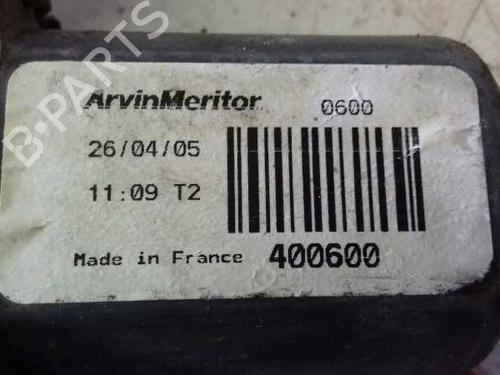 B-PARTS
ArvinMeritor 0600
26/04/05
11:09 T2
Made in France 400600